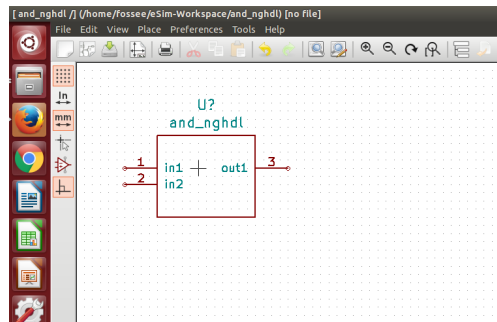 [ and_nghdl /] (/home/fossee/eSim-Workspace/and_nghdl) [no file]
File Edit View Place Preferences Tools Help
In
mm
U?
and_nghdl
1 in1 out1 3
2 in2